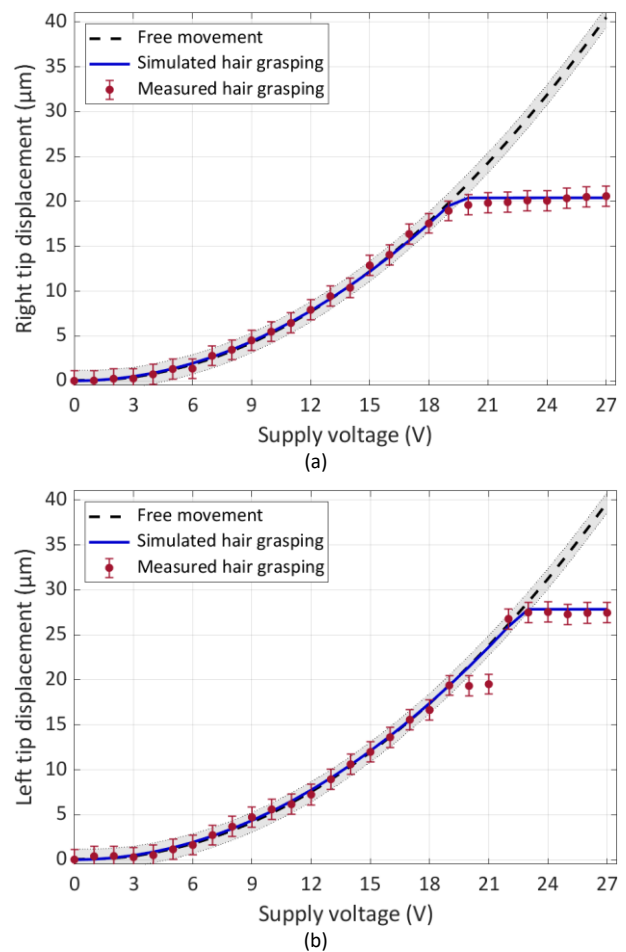 40
35
30
25
20
15
10
5
0
Right tip displacement (μm)
Free movement
Simulated hair grasping
Measured hair grasping
0 3 6 9 12 15 18 21 24 27
Supply voltage (V)
(a)
40
35
30
25
20
15
10
5
0
Left tip displacement (μm)
Free movement
Simulated hair grasping
Measured hair grasping
0 3 6 9 12 15 18 21 24 27
Supply voltage (V)
(b)